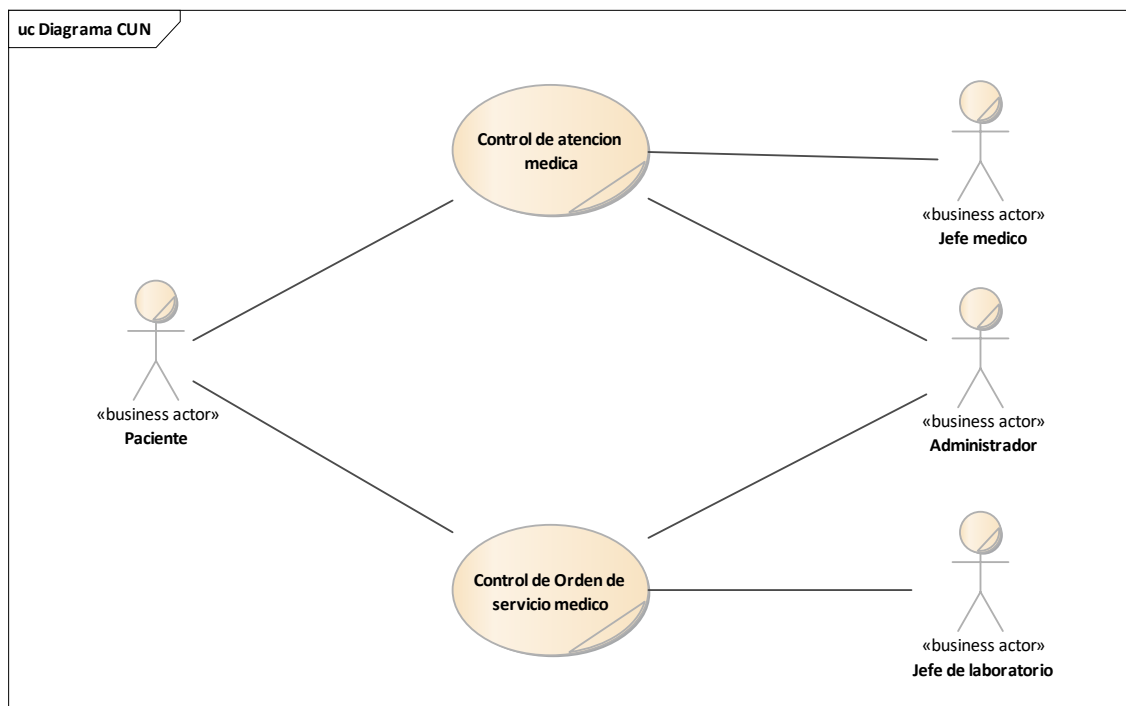 uc Diagrama CUN
Control de atencion
medica
«business actor»
Jefe medico
«business actor»
Paciente
«business actor»
Administrador
Control de Orden de
servicio medico
«business actor»
Jefe de laboratorio